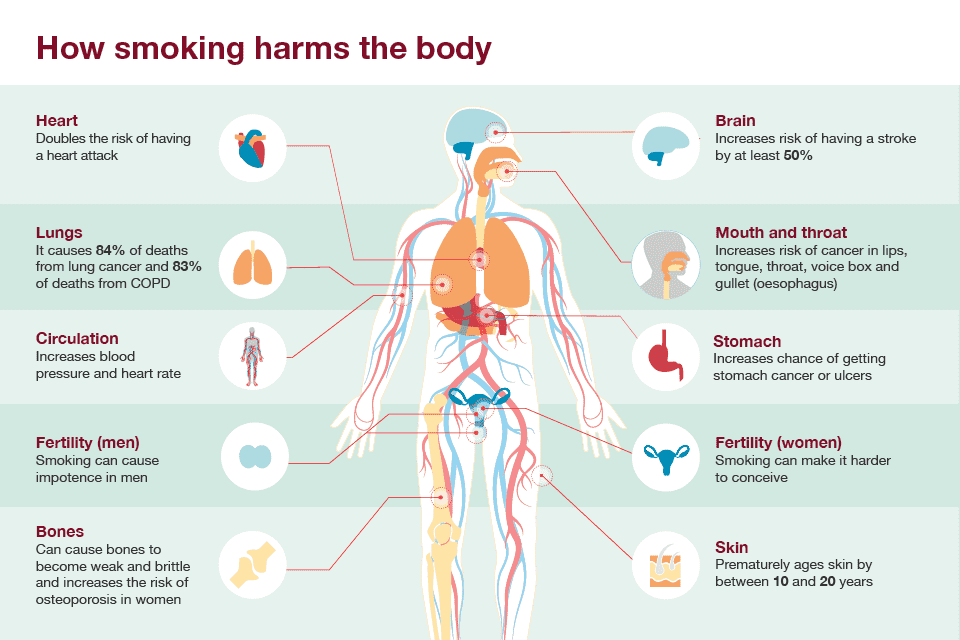 How smoking harms the body
Heart
Doubles the risk of having
a heart attack
Lungs
It causes 84% of deaths
from lung cancer and 83%
of deaths from COPD
Circulation
Increases blood
pressure and heart rate
Fertility (men)
Smoking can cause
impotence in men
Bones
Can cause bones to
become weak and brittle
and increases the risk of
osteoporosis in women
Brain
Increases risk of having a stroke
by at least 50%
Mouth and throat
Increases risk of cancer in lips,
tongue, throat, voice box and
gullet (oesophagus)
Stomach
Increases chance of getting
stomach cancer or ulcers
Fertility (women)
Smoking can make it harder
to conceive
Skin
Prematurely ages skin by
between 10 and 20 years